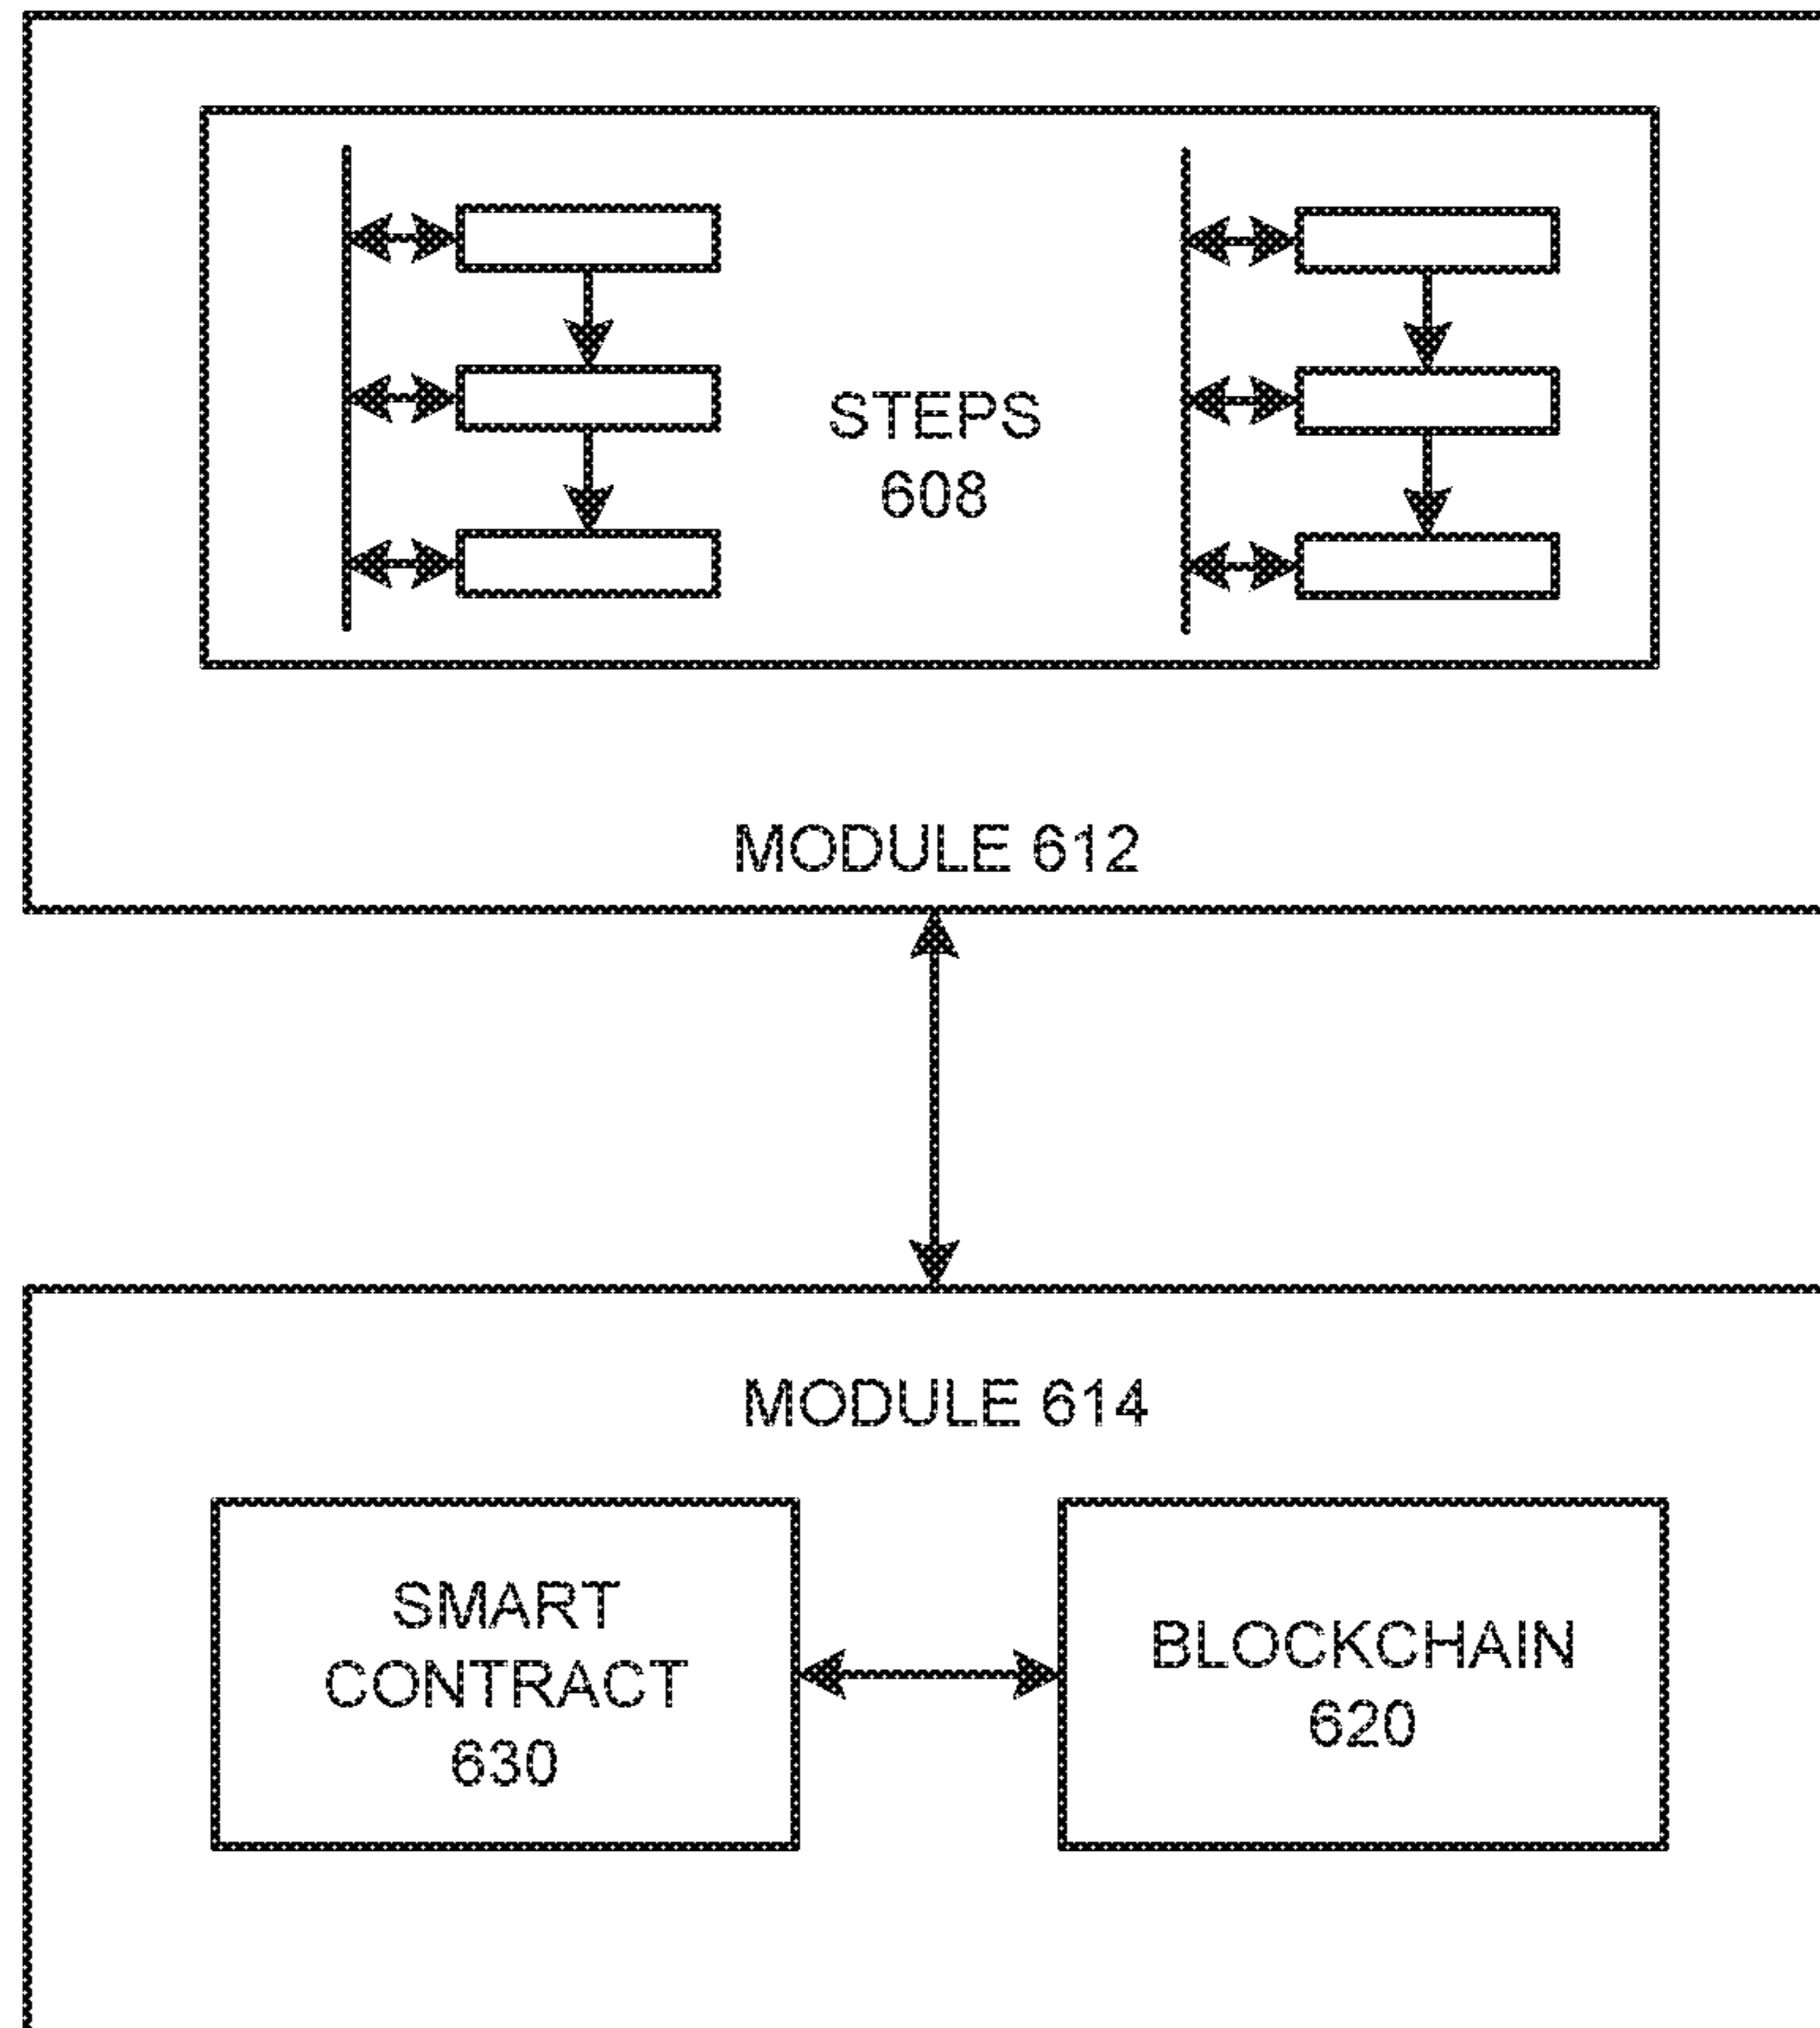 STEPS
608
MODULE 612
MODULE 614
SMART
CONTRACT
630
BLOCKCHAIN
620